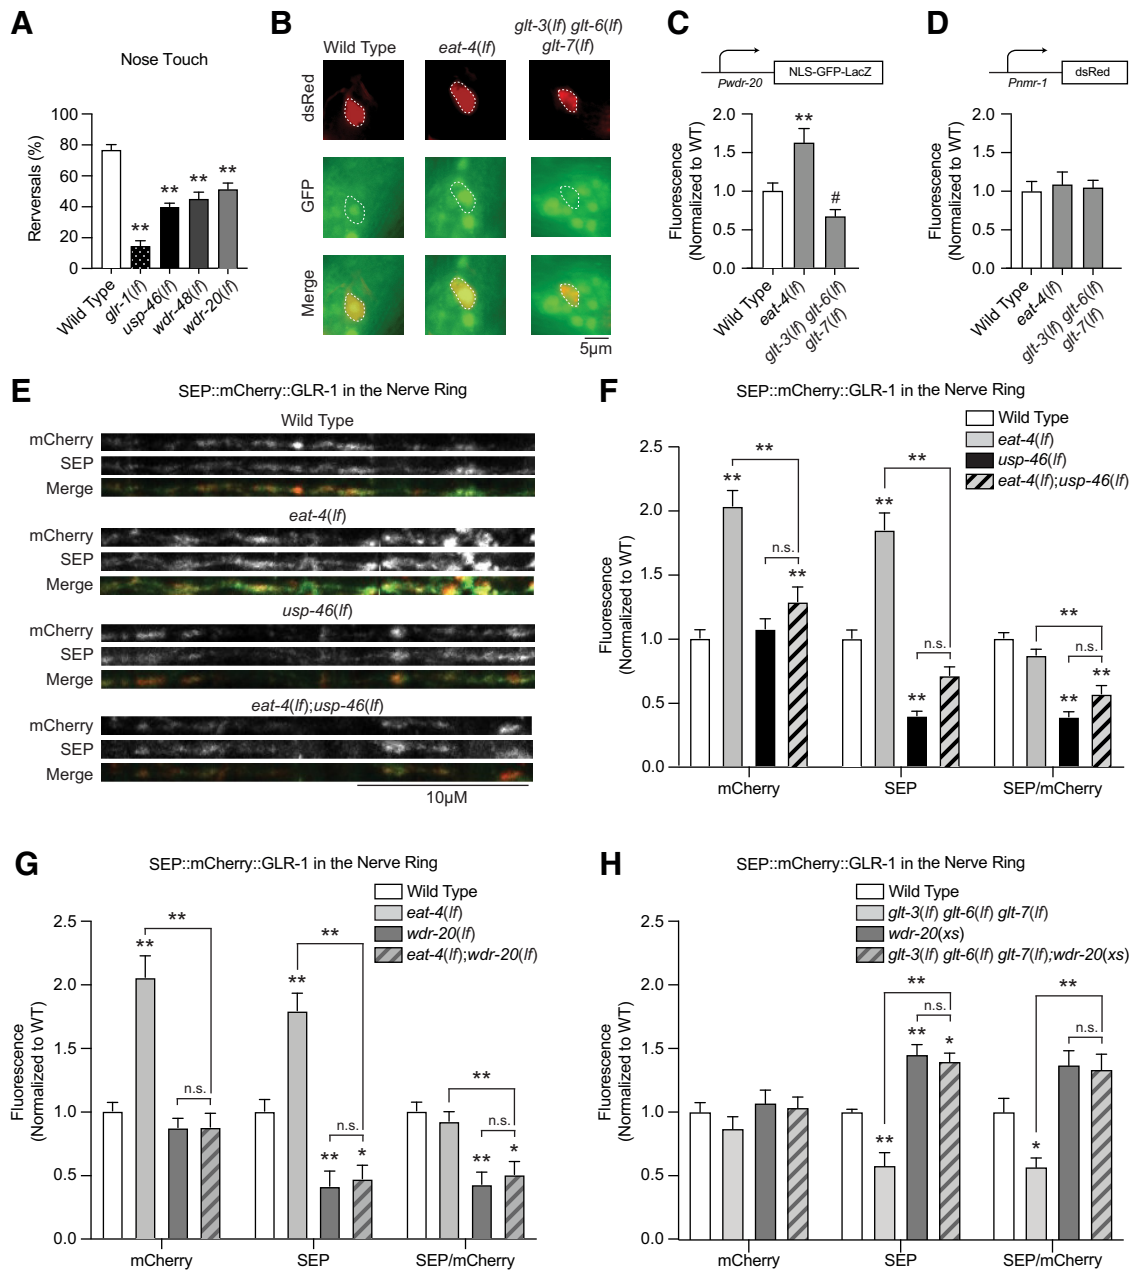 A
Nose Touch
Rerversals (%)
100
80
60
40
20
0
**
**
**
**
Wild Type
glr-1(lf)
usp-46(lf)
wdr-48(lf)
wdr-20(lf)
B
Wild Type
eat-4(lf)
glt-3(lf) glt-6(lf)
glt-7(lf)
dsRed
GFP
Merge
5µm
C
Pwdr-20
NLS-GFP-LacZ
Fluorescence
(Normalized to WT)
2.0
1.5
1.0
0.5
0.0
**
#
Wild Type
eat-4(lf)
glt-3(lf) glt-6(lf)
glt-7(lf)
D
Pnmr-1
dsRed
Fluorescence
(Normalized to WT)
2.0
1.5
1.0
0.5
0.0
Wild Type
eat-4(lf)
glt-3(lf) glt-6(lf)
glt-7(lf)
E
SEP::mCherry::GLR-1 in the Nerve Ring
Wild Type
mCherry
SEP
Merge
eat-4(lf)
mCherry
SEP
Merge
usp-46(lf)
mCherry
SEP
Merge
eat-4(lf);usp-46(lf)
mCherry
SEP
Merge
10µM
F
SEP::mCherry::GLR-1 in the Nerve Ring
Wild Type
eat-4(lf)
usp-46(lf)
eat-4(lf);usp-46(lf)
Fluorescence
(Normalized to WT)
2.5
2.0
1.5
1.0
0.5
0.0
**
**
n.s.
**
**
**
n.s.
**
**
n.s.
**
**
mCherry
SEP
SEP/mCherry
G
SEP::mCherry::GLR-1 in the Nerve Ring
Wild Type
eat-4(lf)
wdr-20(lf)
eat-4(lf);wdr-20(lf)
Fluorescence
(Normalized to WT)
2.5
2.0
1.5
1.0
0.5
0.0
**
**
n.s.
**
**
n.s.
**
*
**
n.s.
**
*
mCherry
SEP
SEP/mCherry
H
SEP::mCherry::GLR-1 in the Nerve Ring
Wild Type
glt-3(lf) glt-6(lf) glt-7(lf)
wdr-20(xs)
glt-3(lf) glt-6(lf) glt-7(lf);wdr-20(xs)
Fluorescence
(Normalized to WT)
2.5
2.0
1.5
1.0
0.5
0.0
**
n.s.
**
*
**
**
n.s.
*
mCherry
SEP
SEP/mCherry